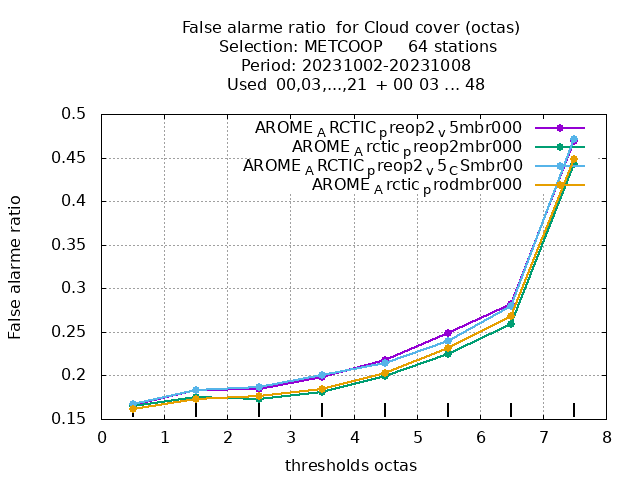 False alarme ratio for Cloud cover (octas)
Selection: METCOOP 64 stations
Period: 20231002-20231008
Used 00,03,...,21 + 00 03 ... 48
AROME_ARCTIC_preop2_v5mbr000
AROME_Arctic_preop2mbr000
AROME_ARCTIC_preop2_v5_CSmbr00
AROME_Arctic_prodmbr000
0.5
0.45
0.4
0.35
0.3
0.25
0.2
0.15
False alarme ratio
0 1 2 3 4 5 6 7 8
thresholds octas